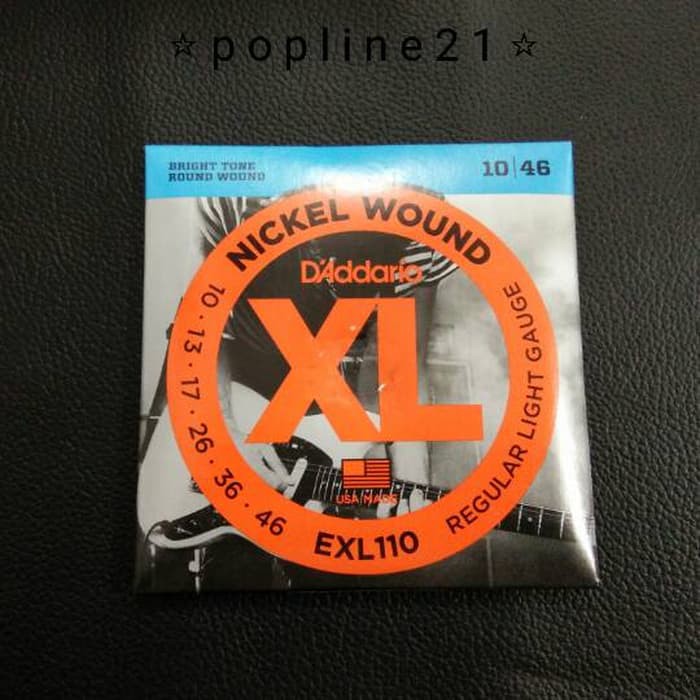 ☆popline21☆
BRIGHT TONE
ROUND WOUND
10|46
NICKEL WOUND
D'Addario
XL
10 · 13 · 17 · 26 · 36 · 46
REGULAR LIGHT GAUGE
USA MADE
EXL110